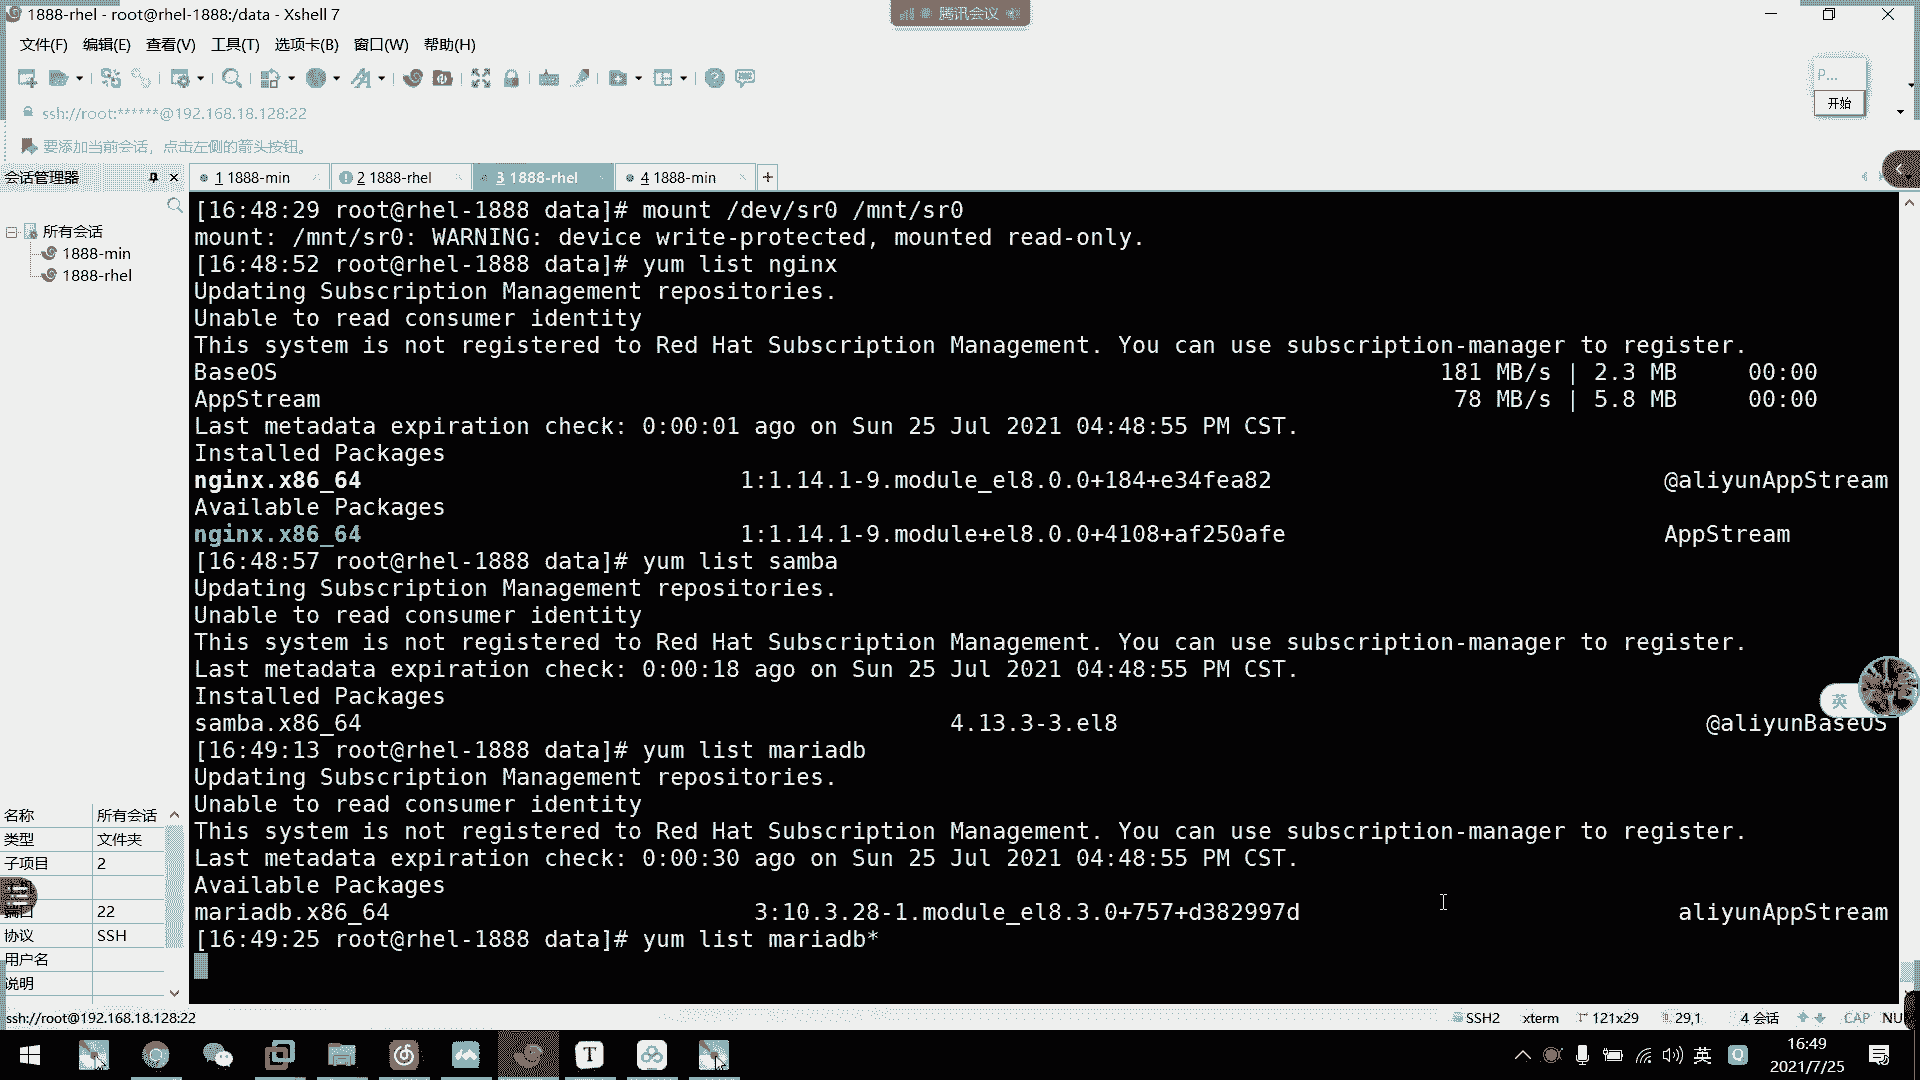 1888-rhel - root@rhel-1888:/data - Xshell 7
腾讯会议
文件(F) 编辑(E) 查看(V) 工具(T) 选项卡(B) 窗口(W) 帮助(H)
P...
开始
ssh://root:******@192.168.18.128:22
要添加当前会话，点击左侧的箭头按钮。
会话管理器
1 1888-min
2 1888-rhel
3 1888-rhel
4 1888-min
所有会话
1888-min
1888-rhel
[16:48:29 root@rhel-1888 data]# mount /dev/sr0 /mnt/sr0
mount: /mnt/sr0: WARNING: device write-protected, mounted read-only.
[16:48:52 root@rhel-1888 data]# yum list nginx
Updating Subscription Management repositories.
Unable to read consumer identity
This system is not registered to Red Hat Subscription Management. You can use subscription-manager to register.
BaseOS 181 MB/s | 2.3 MB 00:00
AppStream 78 MB/s | 5.8 MB 00:00
Last metadata expiration check: 0:00:01 ago on Sun 25 Jul 2021 04:48:55 PM CST.
Installed Packages
nginx.x86_64 1:1.14.1-9.module_el8.0.0+184+e34fea82 @aliyunAppStream
Available Packages
nginx.x86_64 1:1.14.1-9.module+el8.0.0+4108+af250afe AppStream
[16:48:57 root@rhel-1888 data]# yum list samba
Updating Subscription Management repositories.
Unable to read consumer identity
This system is not registered to Red Hat Subscription Management. You can use subscription-manager to register.
Last metadata expiration check: 0:00:18 ago on Sun 25 Jul 2021 04:48:55 PM CST.
Installed Packages
samba.x86_64 4.13.3-3.el8 @aliyunBaseOS
[16:49:13 root@rhel-1888 data]# yum list mariadb
Updating Subscription Management repositories.
Unable to read consumer identity
This system is not registered to Red Hat Subscription Management. You can use subscription-manager to register.
Last metadata expiration check: 0:00:30 ago on Sun 25 Jul 2021 04:48:55 PM CST.
Available Packages
mariadb.x86_64 3:10.3.28-1.module_el8.3.0+757+d382997d aliyunAppStream
[16:49:25 root@rhel-1888 data]# yum list mariadb*
英
名称 所有会话
类型 文件夹
子项目 2
端口 22
协议 SSH
用户名
说明
ssh://root@192.168.18.128:22
SSH2 xterm 121x29 29,1 4 会话 CAP NU
T
英
16:49
2021/7/25